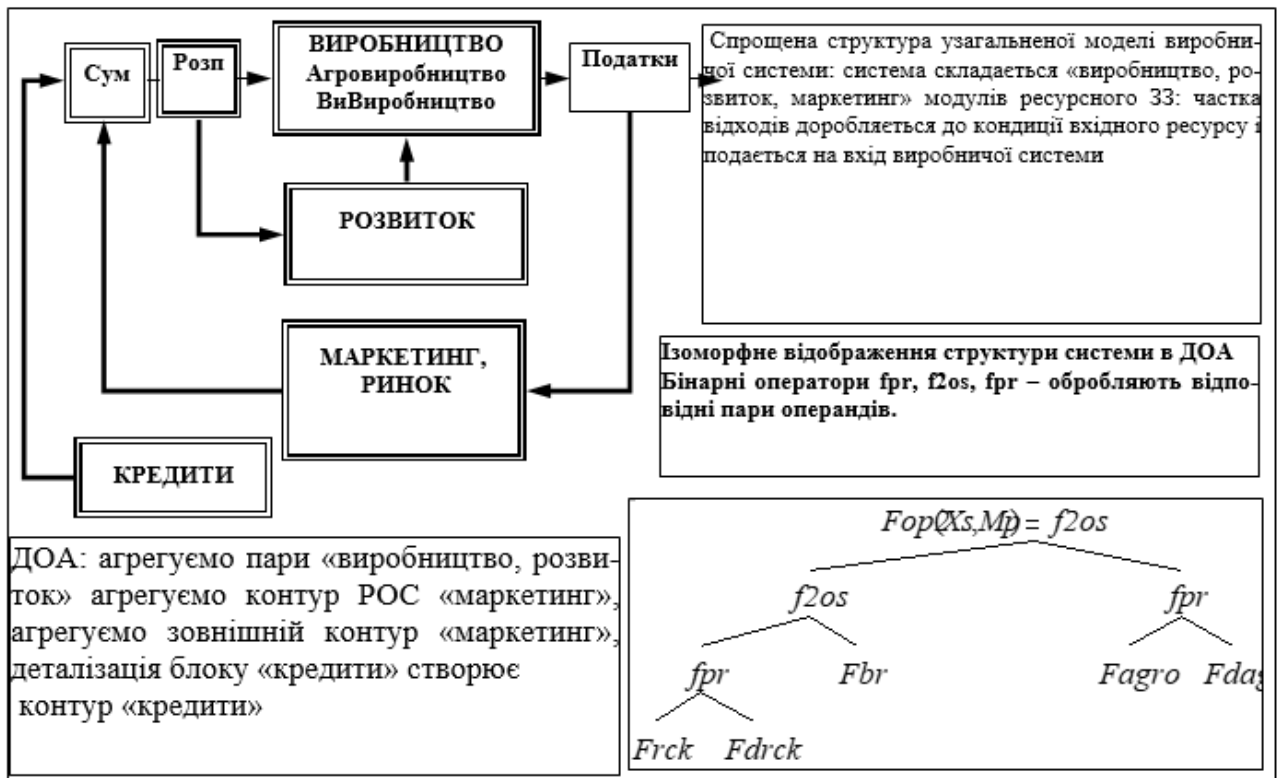 Сум
Розп
ВИРОБНИЦТВО
Агровиробництво
ВиВиробництво
Податки
Спрощена структура узагальненої моделі виробни-
чої системи: система складається «виробництво, ро-
звиток, маркетинг» модулів ресурсного ЗЗ: частка
відходів доробляється до кондиції вхідного ресурсу і
подається на вхід виробничої системи
РОЗВИТОК
МАРКЕТИНГ,
РИНОК
КРЕДИТИ
Ізоморфне відображення структури системи в ДОА
Бінарні оператори fpr, f2os, fpr – обробляють відпо-
відні пари операндів.
ДОА: агрегуємо пари «виробництво, розви-
ток» агрегуємо контур РОС «маркетинг»,
агрегуємо зовнішній контур «маркетинг»,
деталізація блоку «кредити» створює
контур «кредити»
= f2os
f2os fpr
fpr Fbr Fagro
Frck Fdrck